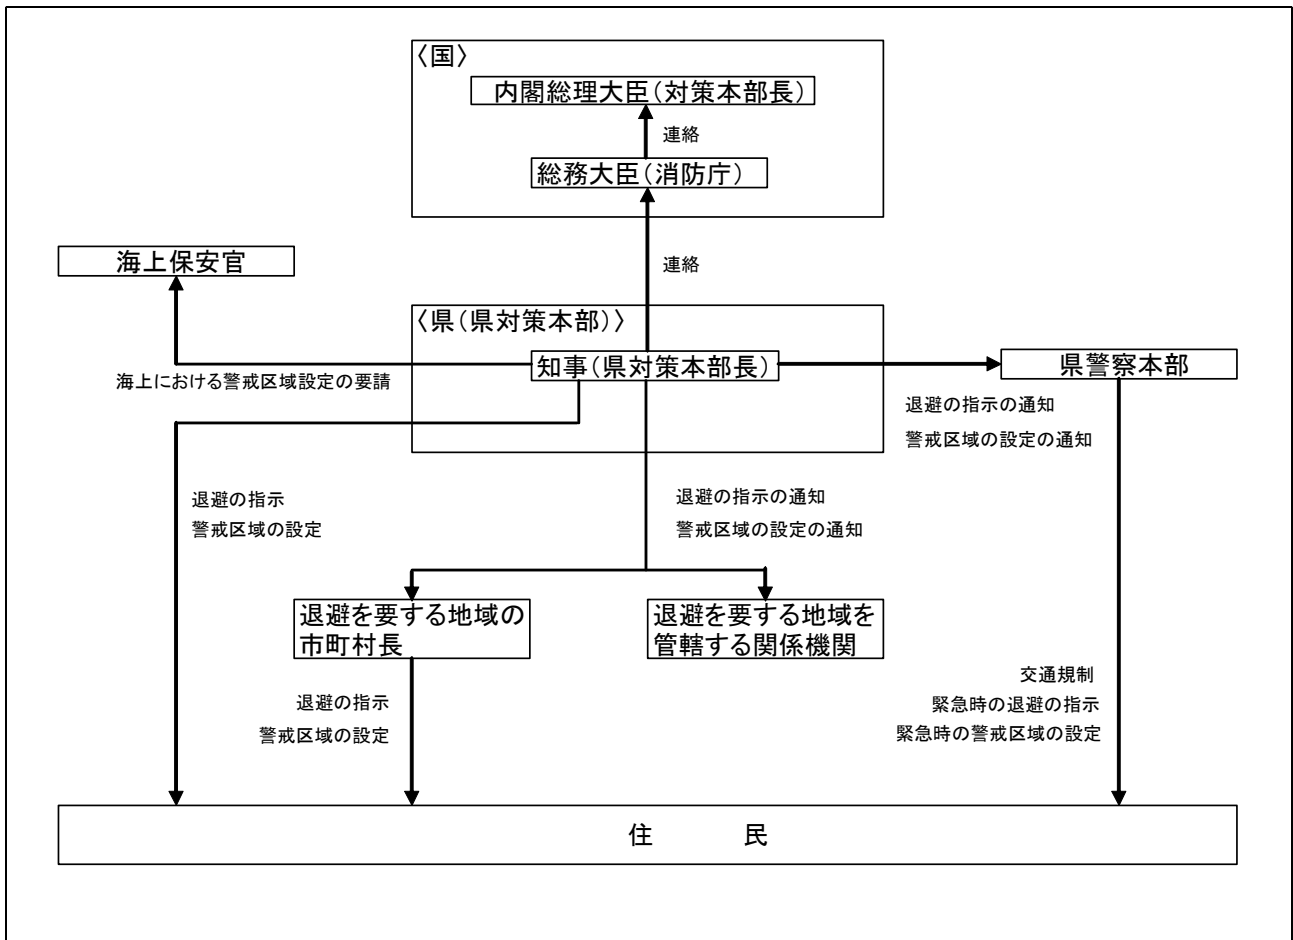 〈国〉
内閣総理大臣(対策本部長)
連絡
総務大臣(消防庁)
海上保安官
連絡
〈県(県対策本部)〉
知事(県対策本部長)
県警察本部
海上における警戒区域設定の要請
退避の指示の通知
警戒区域の設定の通知
退避の指示
警戒区域の設定
退避の指示の通知
警戒区域の設定の通知
退避を要する地域の
市町村長
退避を要する地域を
管轄する関係機関
退避の指示
警戒区域の設定
交通規制
緊急時の退避の指示
緊急時の警戒区域の設定
住 民